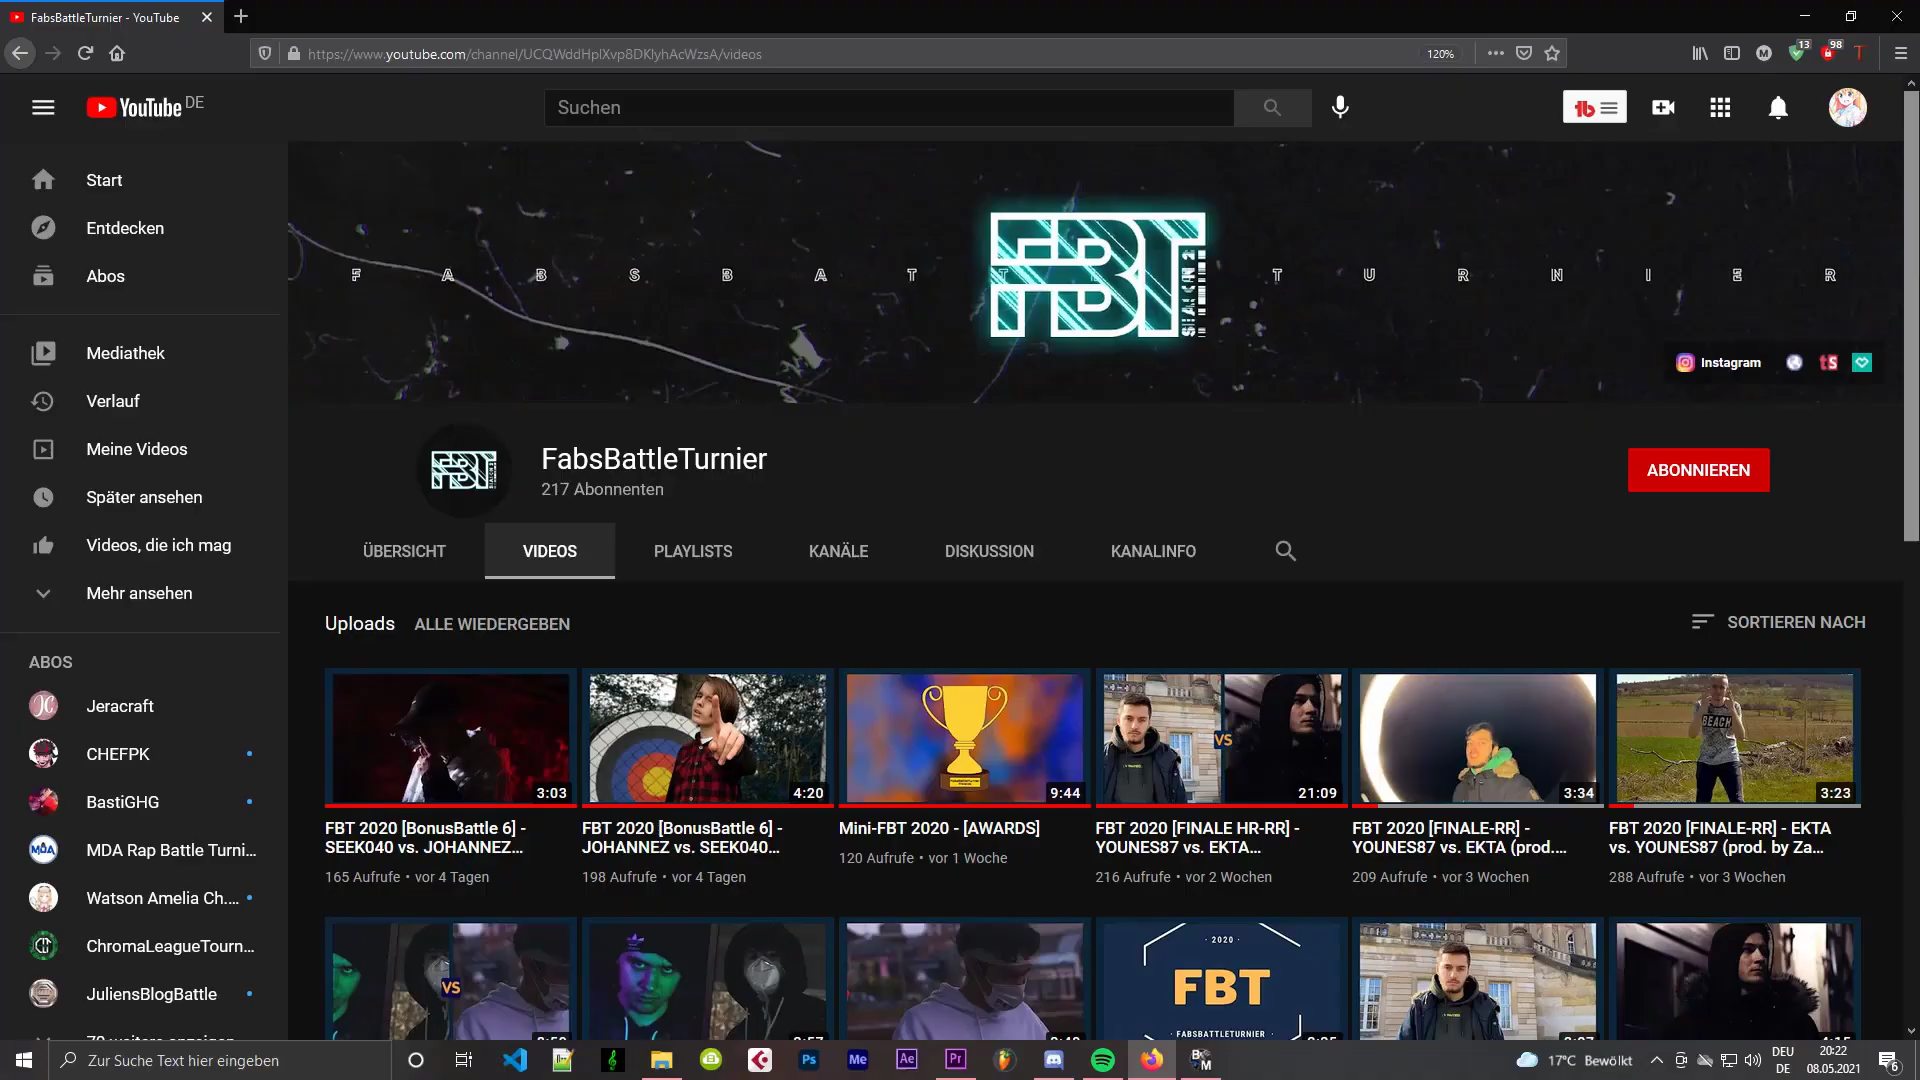 FabsBattleTurnier - YouTube
https://www.youtube.com/channel/UCQWddHplXvp8DKlyhAcWzsA/videos
120%
13
98
YouTube DE
Suchen
Start
Entdecken
Abos
Mediathek
Verlauf
Meine Videos
Später ansehen
Videos, die ich mag
Mehr ansehen
ABOS
Jeracraft
CHEFPK
BastiGHG
MDA Rap Battle Turni...
Watson Amelia Ch....
ChromaLeagueTourn...
JuliensBlogBattle
F A B S B A T T U R N I E R
FBT
Instagram
FabsBattleTurnier
217 Abonnenten
ABONNIEREN
ÜBERSICHT
VIDEOS
PLAYLISTS
KANÄLE
DISKUSSION
KANALINFO
Uploads
ALLE WIEDERGEBEN
SORTIEREN NACH
3:03
FBT 2020 [BonusBattle 6] -
SEEK040 vs. JOHANNEZ...
165 Aufrufe • vor 4 Tagen
4:20
FBT 2020 [BonusBattle 6] -
JOHANNEZ vs. SEEK040...
198 Aufrufe • vor 4 Tagen
9:44
Mini-FBT 2020 - [AWARDS]
120 Aufrufe • vor 1 Woche
VS
21:09
FBT 2020 [FINALE HR-RR] -
YOUNES87 vs. EKTA...
216 Aufrufe • vor 2 Wochen
3:34
FBT 2020 [FINALE-RR] -
YOUNES87 vs. EKTA (prod....
209 Aufrufe • vor 3 Wochen
BEACH
3:23
FBT 2020 [FINALE-RR] - EKTA
vs. YOUNES87 (prod. by Za...
288 Aufrufe • vor 3 Wochen
VS
· 2020 ·
FBT
· FABSBATTLETURNIER ·
Zur Suche Text hier eingeben
Ps
Me
Ae
Pr
17°C Bewölkt
DEU
DE
20:22
08.05.2021
6